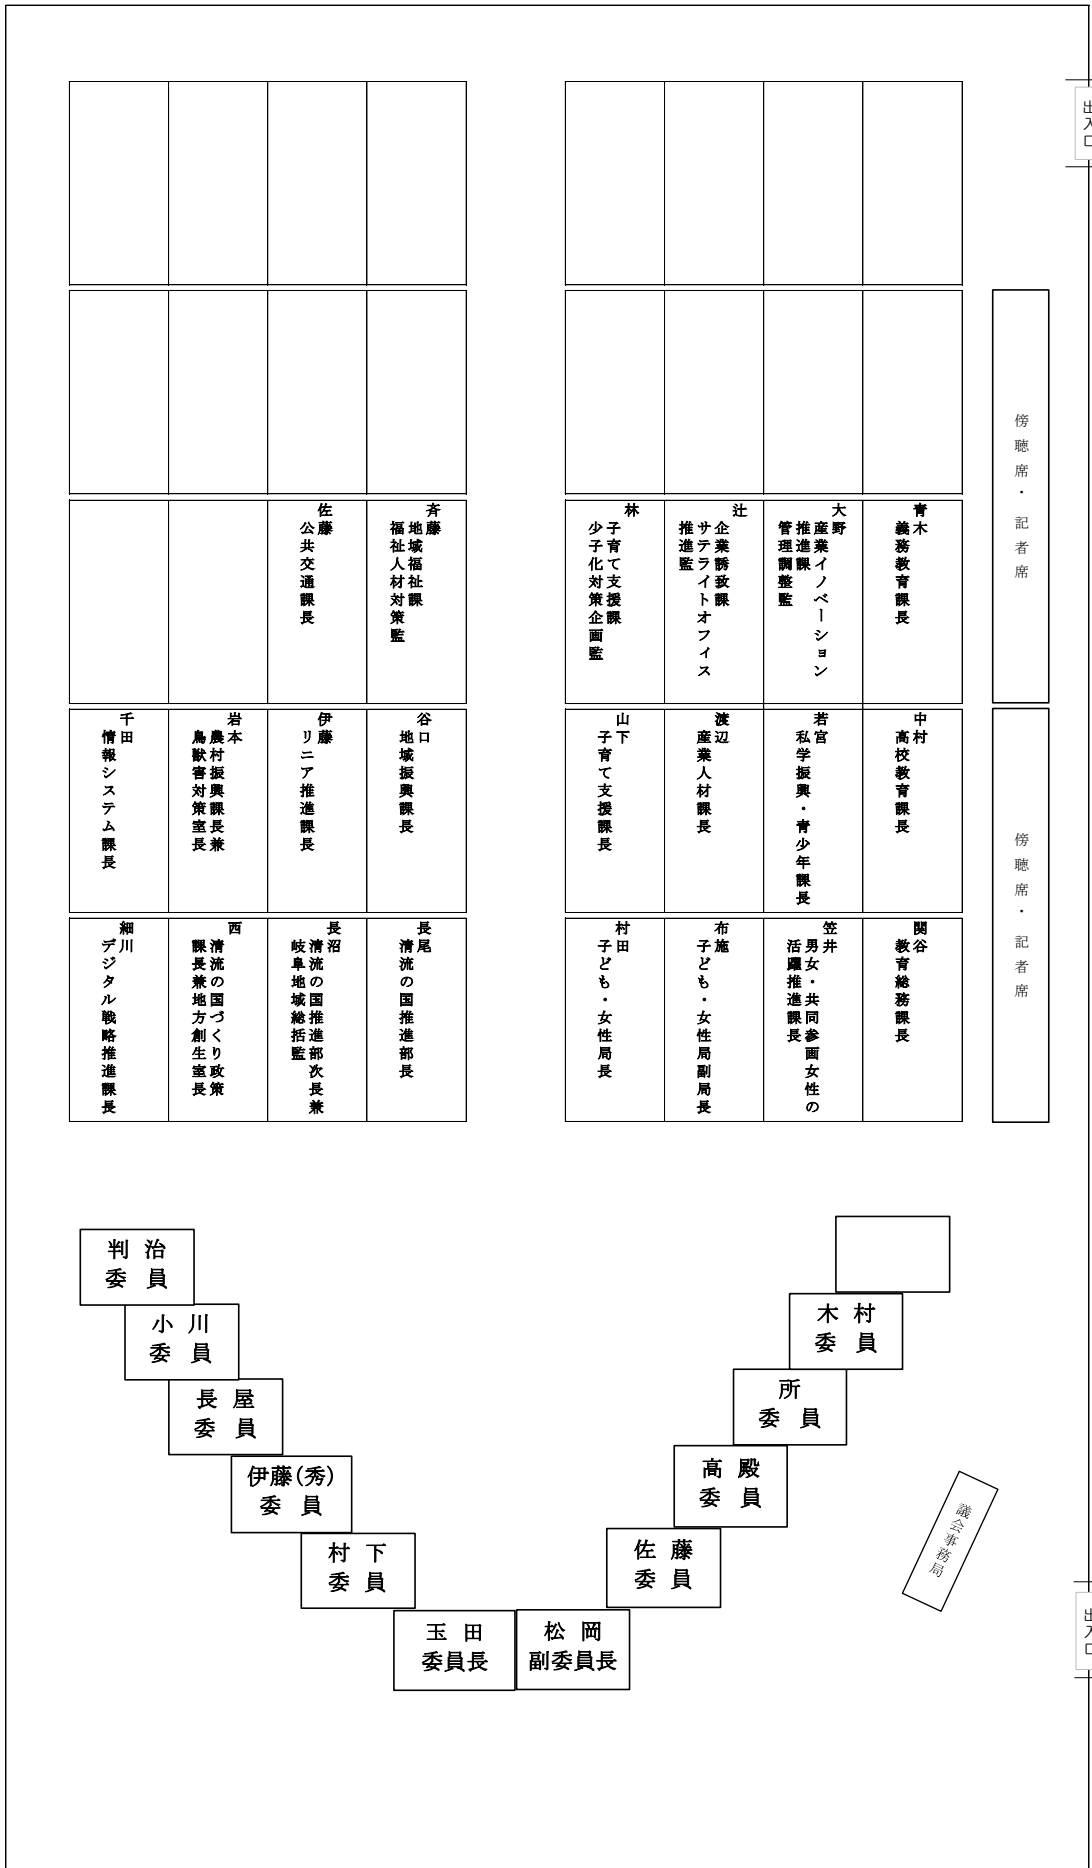 出入口
傍聴席・記者席
青木
義務教育課長
大野
産業イノベーション
推進課
管理調整監
辻
企業誘致課
サテライトオフィス
推進監
林
子育て支援課
少子化対策企画監
斉藤
地域福祉課
福祉人材対策監
佐藤
公共交通課長
傍聴席・記者席
中村
高校教育課長
若宮
私学振興・青少年課長
渡辺
産業人材課長
山下
子育て支援課長
谷口
地域振興課長
伊藤
リニア推進課長
岩本
農村振興課長兼
鳥獣害対策室長
千田
情報システム課長
関谷
教育総務課長
笠井
男女・共同参画女性の
活躍推進課長
布施
子ども・女性局副局長
村田
子ども・女性局長
長尾
清流の国推進部長
長沼
清流の国推進部次長兼
岐阜地域総括監
西
清流の国づくり政策
課長兼地方創生室長
細川
デジタル戦略推進課長
判治
委員
小川
委員
長屋
委員
伊藤(秀)
委員
村下
委員
玉田
委員長
松岡
副委員長
佐藤
委員
高殿
委員
所
委員
木村
委員
議会事務局
出入口